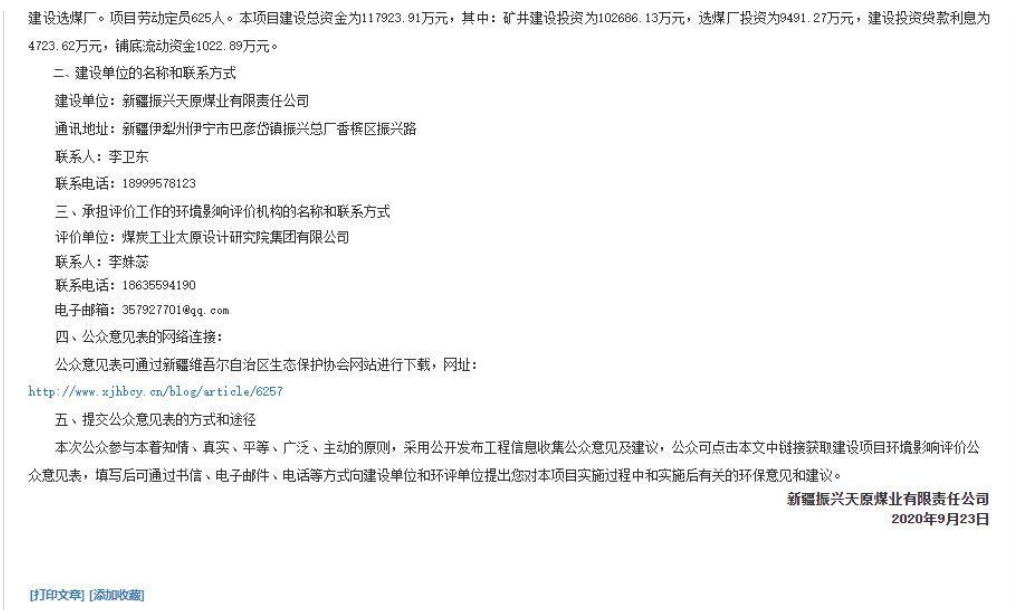 建设选煤厂。项目劳动定员625人。本项目建设总资金为117923.91万元，其中：矿井建设投资为102686.13万元，选煤厂投资为9491.27万元，建设投资贷款利息为
4723.62万元，铺底流动资金1022.89万元。
二、建设单位的名称和联系方式
建设单位：新疆振兴天原煤业有限责任公司
通讯地址：新疆伊犁州伊宁市巴彦岱镇振兴总厂香槟区振兴路
联系人：李卫东
联系电话：18999578123
三、承担评价工作的环境影响评价机构的名称和联系方式
评价单位：煤炭工业太原设计研究院集团有限公司
联系人：李姝蕊
联系电话：18635594190
电子邮箱：357927701@qq.com
四、公众意见表的网络连接：
公众意见表可通过新疆维吾尔自治区生态保护协会网站进行下载，网址：
http://www.xjhbcy.cn/blog/article/6257
五、提交公众意见表的方式和途径
本次公众参与本着知情、真实、平等、广泛、主动的原则，采用公开发布工程信息收集公众意见及建议，公众可点击本文中链接获取建设项目环境影响评价公
众意见表，填写后可通过书信、电子邮件、电话等方式向建设单位和环评单位提出您对本项目实施过程中和实施后有关的环保意见和建议。
新疆振兴天原煤业有限责任公司
2020年9月23日
[打印文章] [添加收藏]